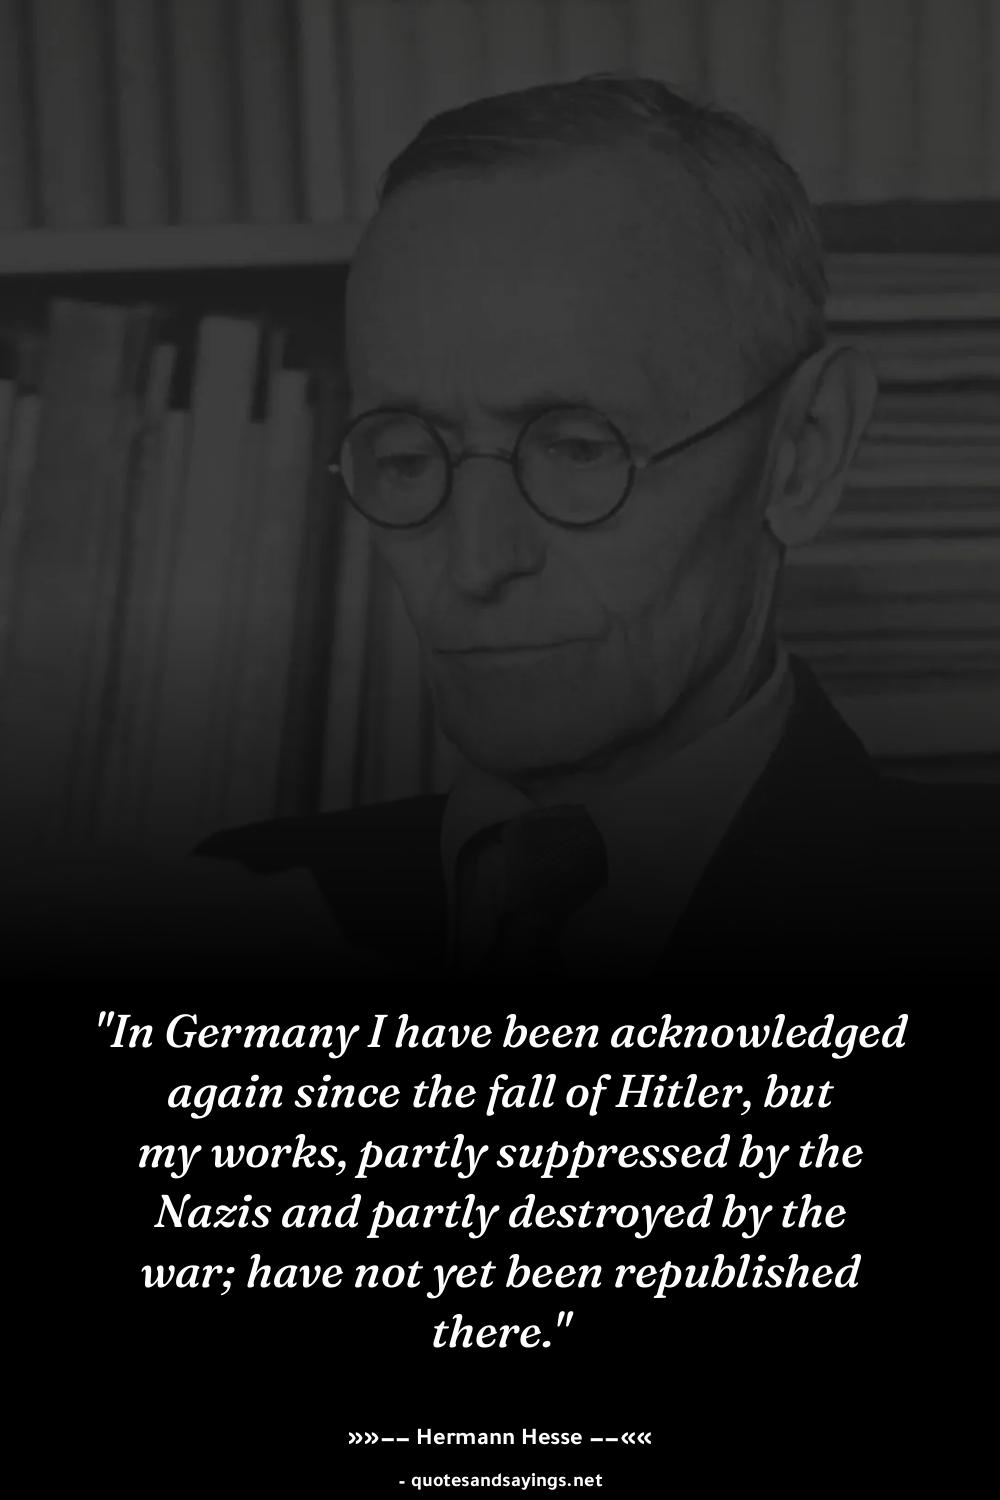 "In Germany I have been acknowledged
again since the fall of Hitler, but
my works, partly suppressed by the
Nazis and partly destroyed by the
war; have not yet been republished
there."
»»–– Hermann Hesse ––««
- quotesandsayings.net